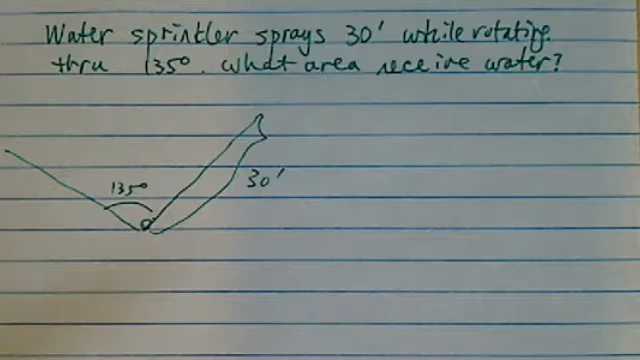 Water sprinkler sprays 30' while rotating
thru 135°. What area receive water?
135°
30'